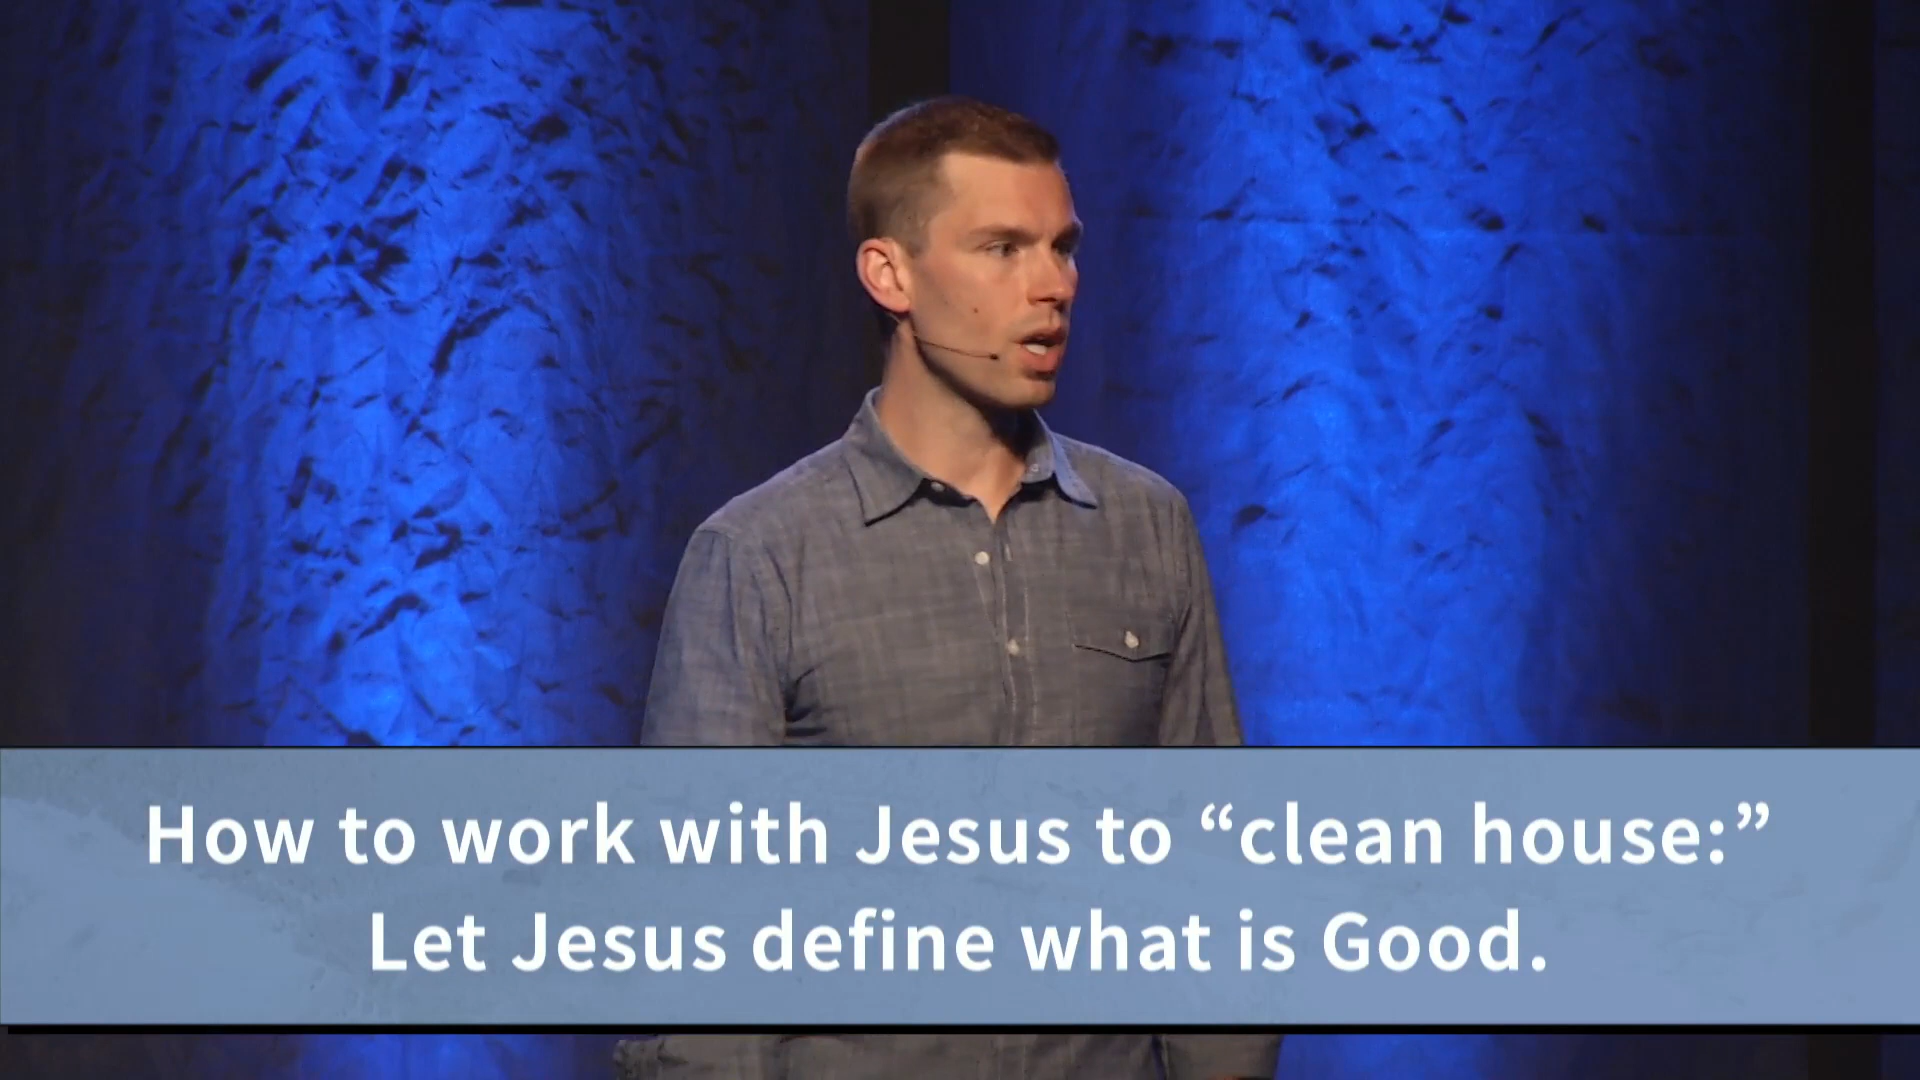 How to work with Jesus to “clean house:”
Let Jesus define what is Good.